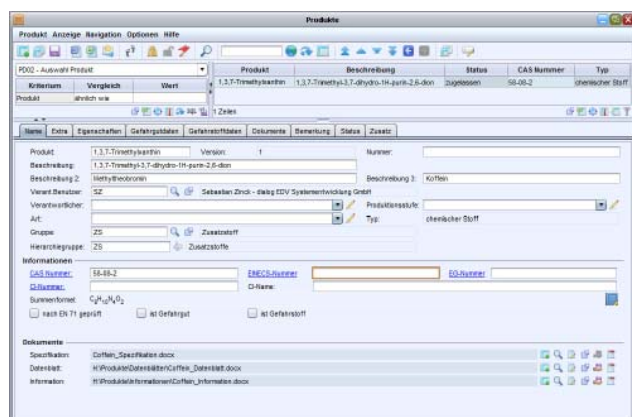 Produkte
Produkt Anzeige Navigation Optionen Hilfe
PD02 - Auswahl Produkt
Kriterium Vergleich Wert
Produkt ähnlich wie
Produkt Beschreibung Status CAS Nummer Typ
1,3,7-Trimethylxanthin 1,3,7-Trimethyl-3,7-dihydro-1H-purin-2,6-dion zugelassen 58-08-2 chemischer Stoff
1 Zeilen
Name Extra Eigenschaften Gefahrgutdaten Gefahrstoffdaten Dokumente Bemerkung Status Zusatz
Produkt: 1,3,7-Trimethylxanthin Version: 1 Nummer:
Beschreibung: 1,3,7-Trimethyl-3,7-dihydro-1H-purin-2,6-dion
Beschreibung 2: Methyltheobromin Beschreibung 3: Koffein
Verant.Benutzer: SZ Sebastian Zinck - dialog EDV Systementwicklung GmbH
Verantwortlicher: Produktionsstufe:
Art: Typ: chemischer Stoff
Gruppe: ZS Zusatzstoff
Hierarchiegruppe: ZS Zusatzstoffe
Informationen
CAS Nummer: 58-08-2 EINECS-Nummer EG-Nummer
CI-Nummer: CI-Name:
Summenformel: C₈H₁₀N₄O₂
nach EN 71 geprüft ist Gefahrgut ist Gefahrstoff
Dokumente
Spezifikation: Coffein_Spezifikation.docx
Datenblatt: H:\Produkte\Datenblätter\Coffein_Datenblatt.docx
Information: H:\Produkte\Informationen\Coffein_Information.docx